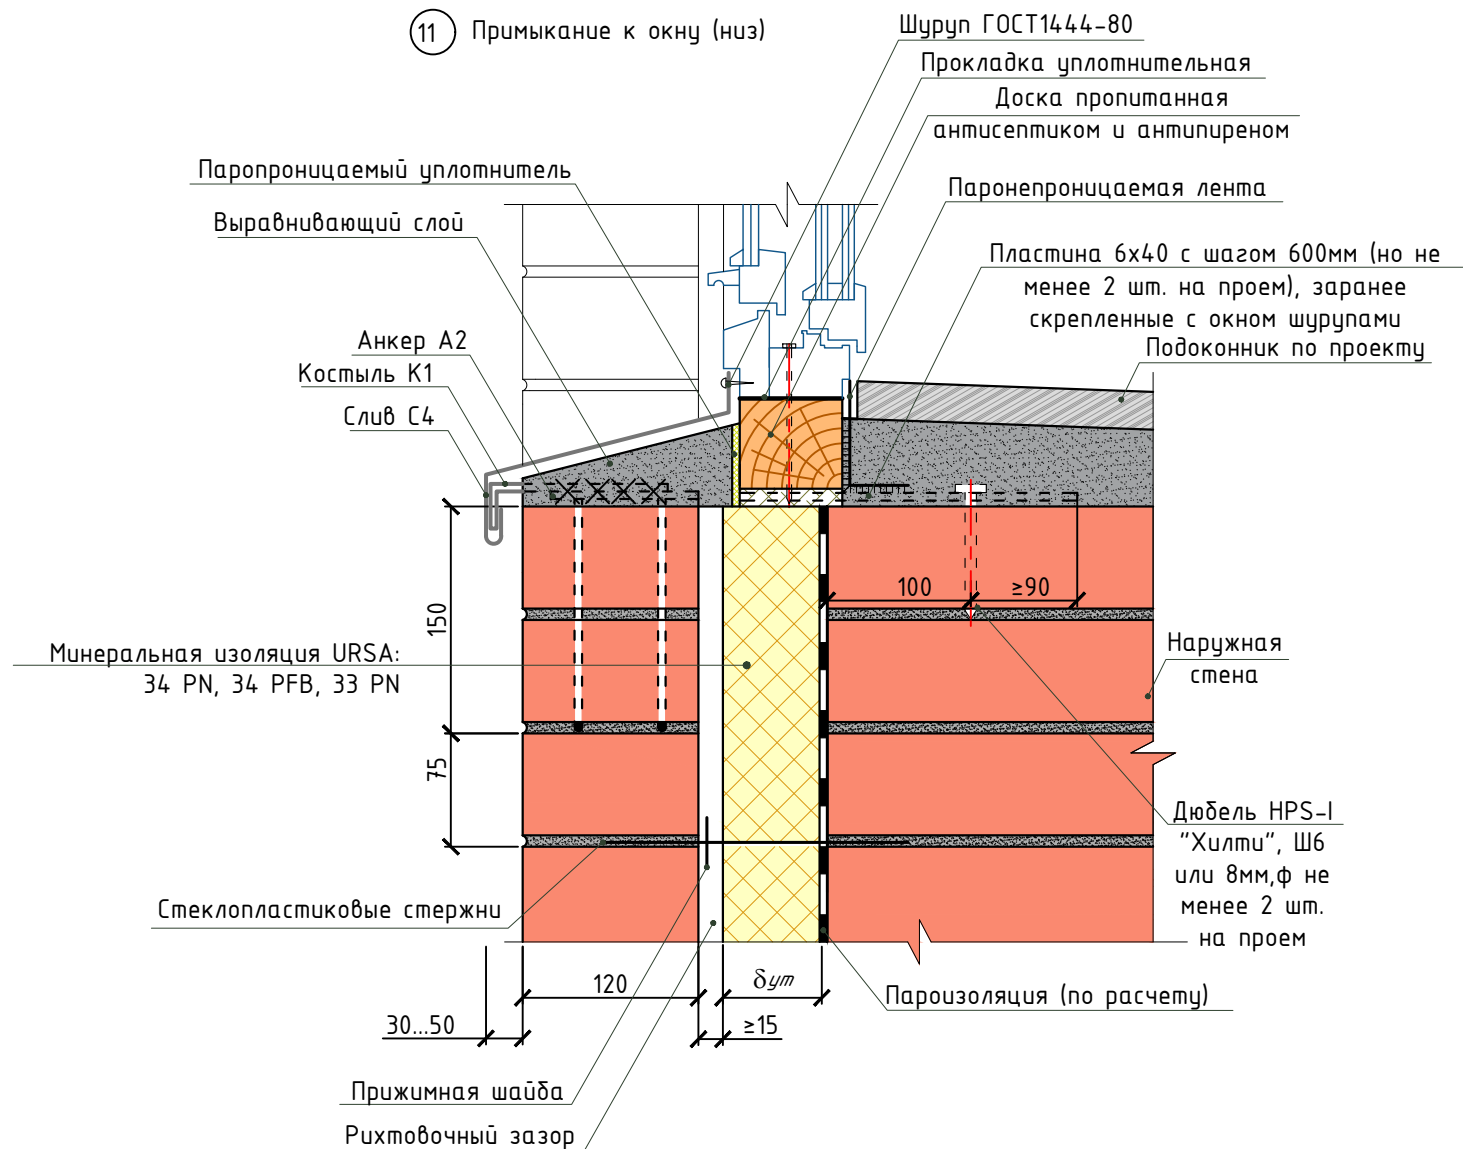 11 Примыкание к окну (низ)
Шуруп ГОСТ1444-80
Прокладка уплотнительная
Доска пропитанная
антисептиком и антипиреном
Паропроницаемый уплотнитель
Паронепроницаемая лента
Выравнивающий слой
Пластина 6х40 с шагом 600мм (но не
менее 2 шт. на проем), заранее
скрепленные с окном шурупами
Анкер А2
Подоконник по проекту
Костыль К1
Слив С4
100
≥90
150
Минеральная изоляция URSA:
34 PN, 34 PFB, 33 PN
Наружная
стена
75
Дюбель HPS-I
"Хилти", Ш6
или 8мм,ф не
менее 2 шт.
на проем
Стеклопластиковые стержни
120
δут
Пароизоляция (по расчету)
30...50
≥15
Прижимная шайба
Рихтовочный зазор